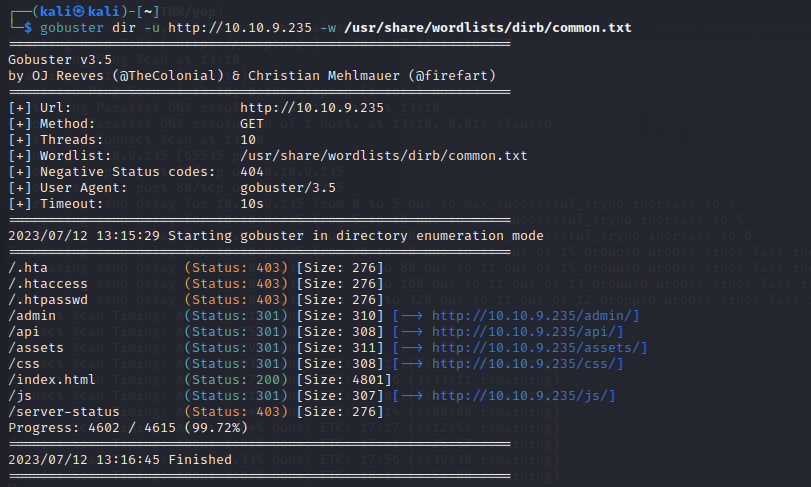 ┌──(kali㉿kali)-[~]
└─$ gobuster dir -u http://10.10.9.235 -w /usr/share/wordlists/dirb/common.txt
===============================================================
Gobuster v3.5
by OJ Reeves (@TheColonial) & Christian Mehlmauer (@firefart)
===============================================================
[+] Url: http://10.10.9.235
[+] Method: GET
[+] Threads: 10
[+] Wordlist: /usr/share/wordlists/dirb/common.txt
[+] Negative Status codes: 404
[+] User Agent: gobuster/3.5
[+] Timeout: 10s
===============================================================
2023/07/12 13:15:29 Starting gobuster in directory enumeration mode
===============================================================
/.hta (Status: 403) [Size: 276]
/.htaccess (Status: 403) [Size: 276]
/.htpasswd (Status: 403) [Size: 276]
/admin (Status: 301) [Size: 310] [--> http://10.10.9.235/admin/]
/api (Status: 301) [Size: 308] [--> http://10.10.9.235/api/]
/assets (Status: 301) [Size: 311] [--> http://10.10.9.235/assets/]
/css (Status: 301) [Size: 308] [--> http://10.10.9.235/css/]
/index.html (Status: 200) [Size: 4801]
/js (Status: 301) [Size: 307] [--> http://10.10.9.235/js/]
/server-status (Status: 403) [Size: 276]
Progress: 4602 / 4615 (99.72%)
===============================================================
2023/07/12 13:16:45 Finished
===============================================================